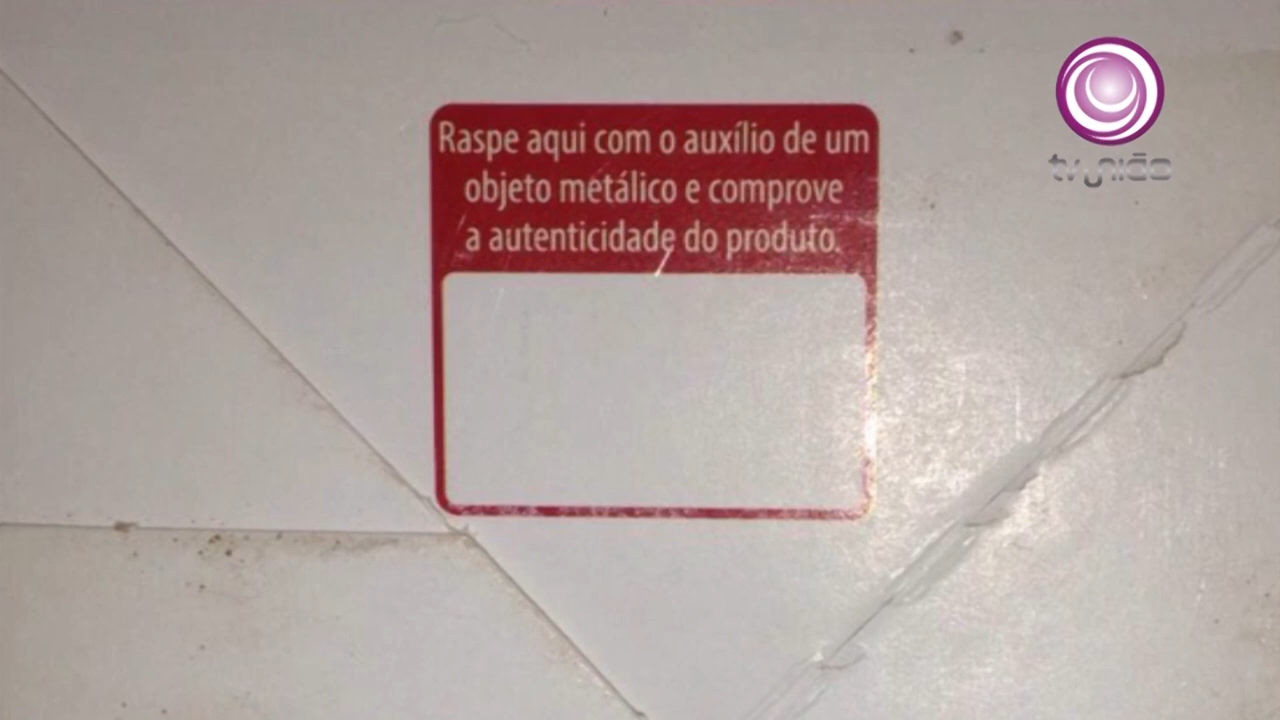 Raspe aqui com o auxílio de um
objeto metálico e comprove
a autenticidade do produto.
tv união